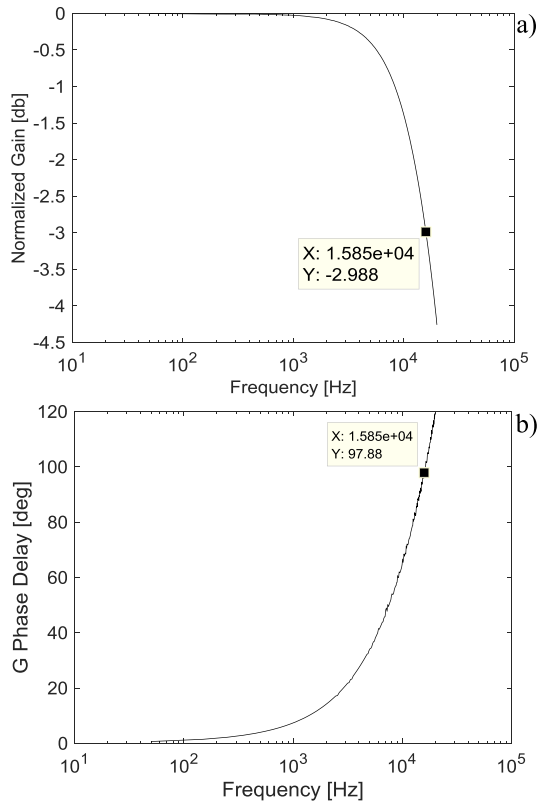 a)
0
-0.5
-1
-1.5
-2
-2.5
-3
-3.5
-4
-4.5
Normalized Gain [db]
X: 1.585e+04
Y: -2.988
10^1 10^2 10^3 10^4 10^5
Frequency [Hz]
b)
120
100
80
60
40
20
0
G Phase Delay [deg]
X: 1.585e+04
Y: 97.88
10^1 10^2 10^3 10^4 10^5
Frequency [Hz]